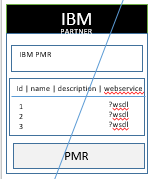 IBM
PARTNER
IBM PMR
Id | name | description | webservice
1 ?wsdl
2 ?wsdl
3 ?wsdl
PMR